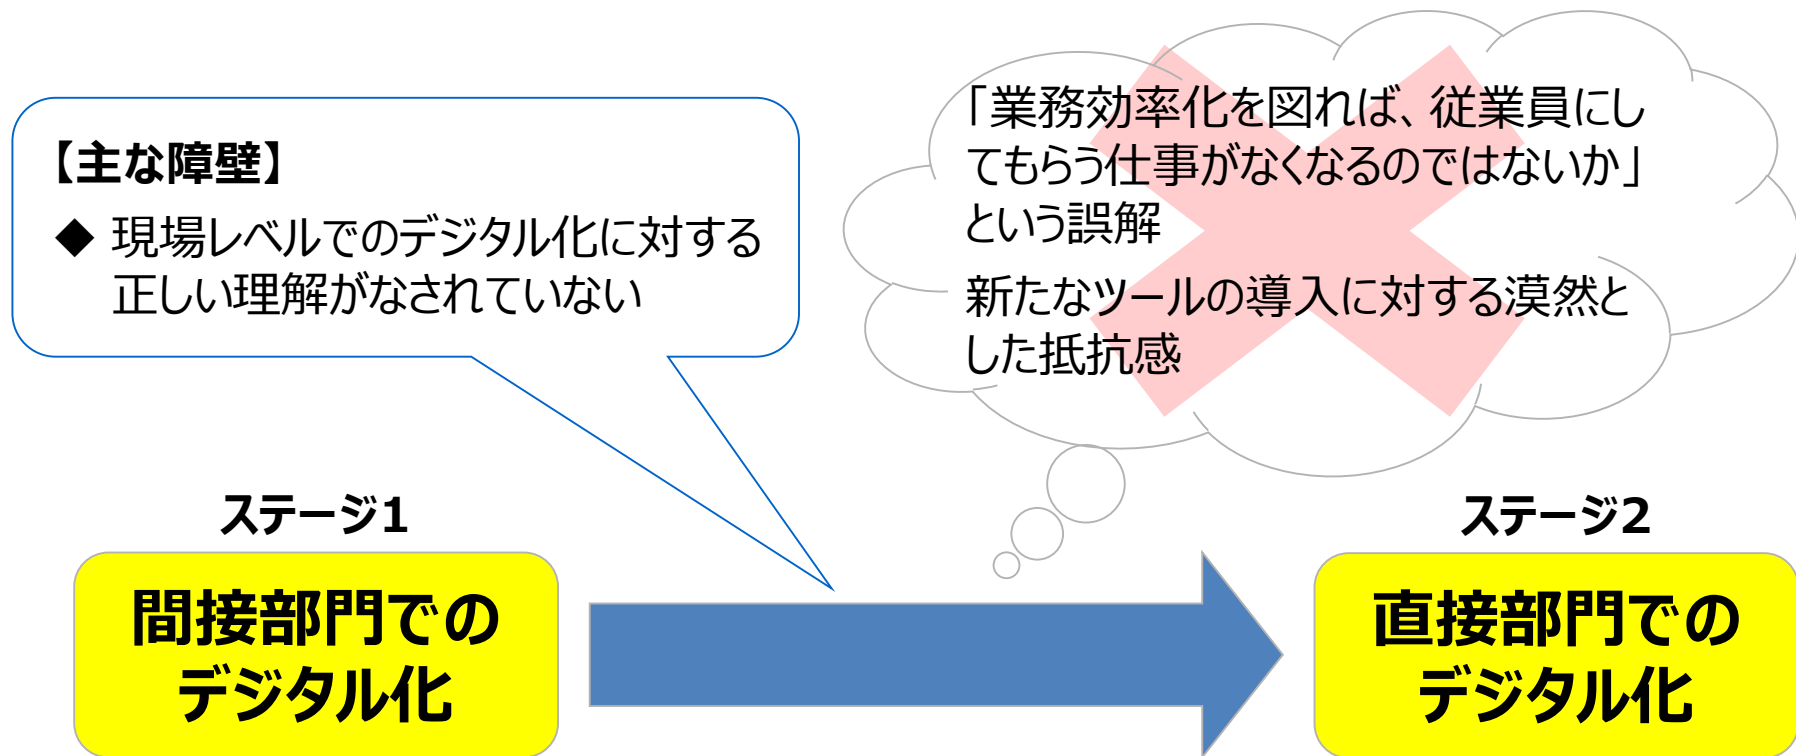 【主な障壁】
◆ 現場レベルでのデジタル化に対する
正しい理解がなされていない
「業務効率化を図れば、従業員にし
てもらう仕事がなくなるのではないか」
という誤解
新たなツールの導入に対する漠然と
した抵抗感
ステージ1
間接部門での
デジタル化
ステージ2
直接部門での
デジタル化